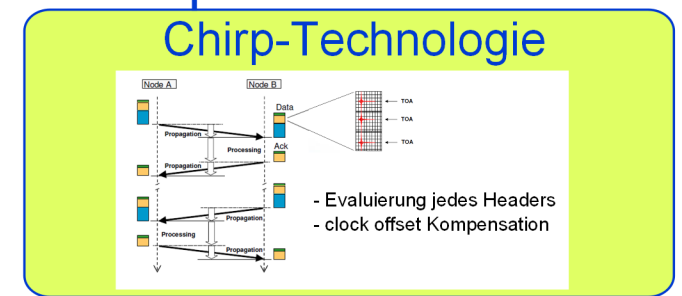 Chirp-Technologie
Node A
Node B
Data
TOA
TOA
TOA
Propagation
Processing
Ack
Propagation
- Evaluierung jedes Headers
- clock offset Kompensation
Propagation
Processing
Propagation